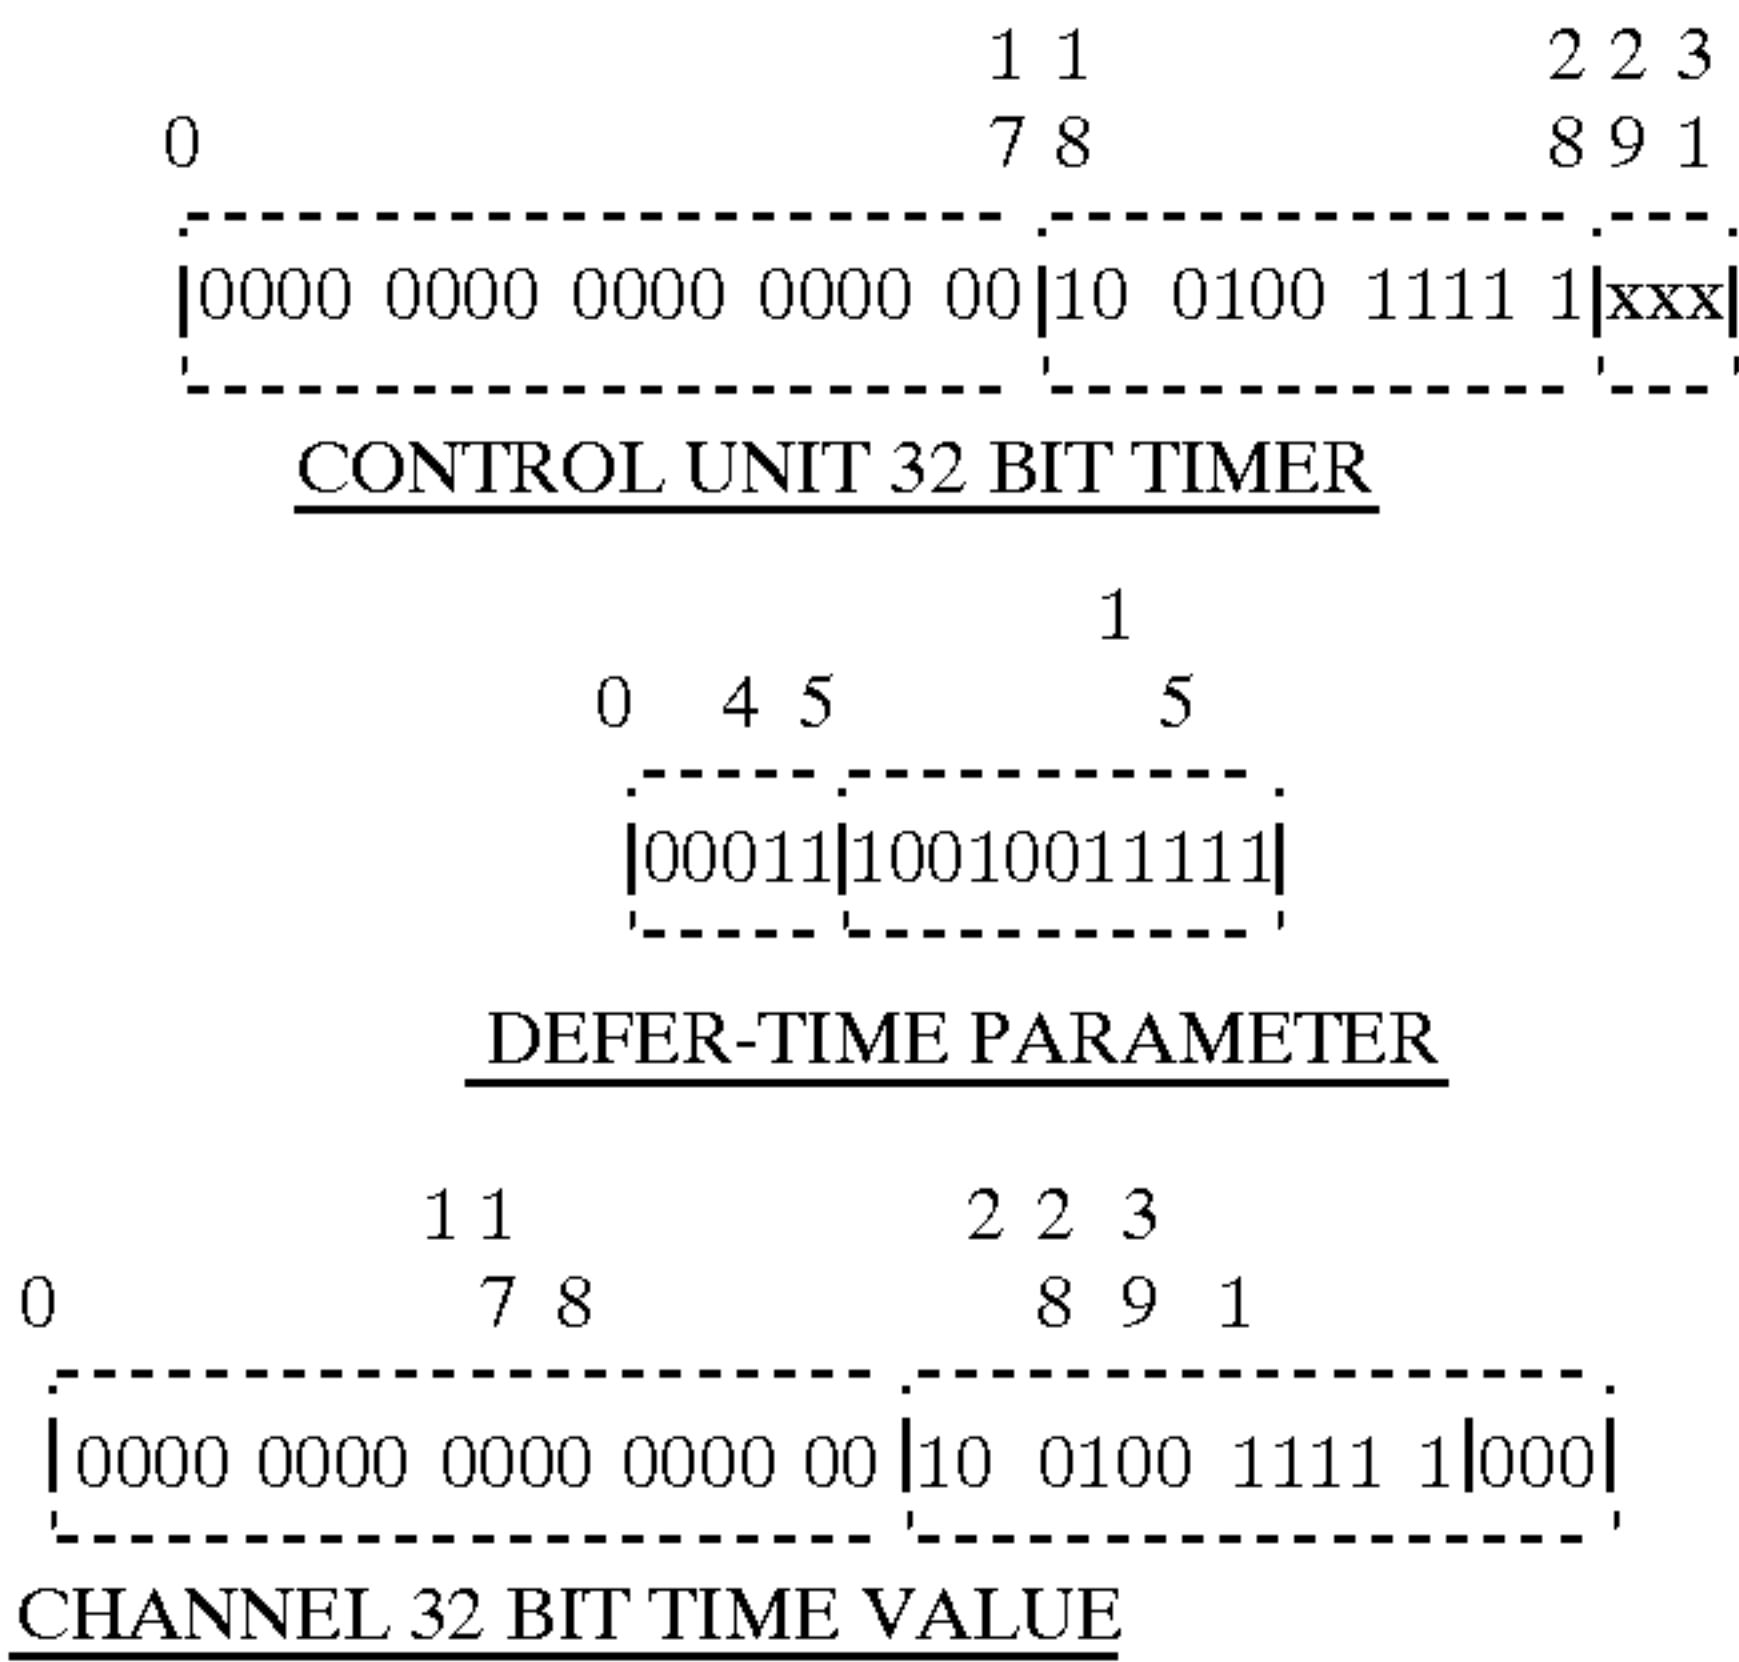 1 1 2 2 3
0 7 8 8 9 1
|0000 0000 0000 0000 00|10 0100 1111 1|xxx|
CONTROL UNIT 32 BIT TIMER
1
0 4 5 5
|00011|10010011111|
DEFER-TIME PARAMETER
1 1 2 2 3
0 7 8 8 9 1
|0000 0000 0000 0000 00|10 0100 1111 1|000|
CHANNEL 32 BIT TIME VALUE